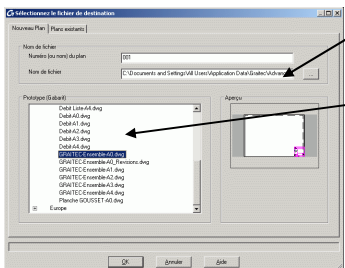 Sélectionnez le fichier de destination
Nouveau Plan
Plans existants
Nom de fichier
Numéro (ou nom) du plan
001
Nom de fichier
C:\Documents and Settings\All Users\Application Data\Graitec\Advanc
...
Prototype (Gabarit)
Aperçu
Debit Liste-A4.dwg
Debit-A0.dwg
Debit-A1.dwg
Debit-A2.dwg
Debit-A3.dwg
Debit-A4.dwg
GRAITEC-Ensemble-A0.dwg
GRAITEC-Ensemble-A0_Revisions.dwg
GRAITEC-Ensemble-A1.dwg
GRAITEC-Ensemble-A2.dwg
GRAITEC-Ensemble-A3.dwg
GRAITEC-Ensemble-A4.dwg
Planche GOUSSET-A0.dwg
Europe
OK
Annuler
Aide